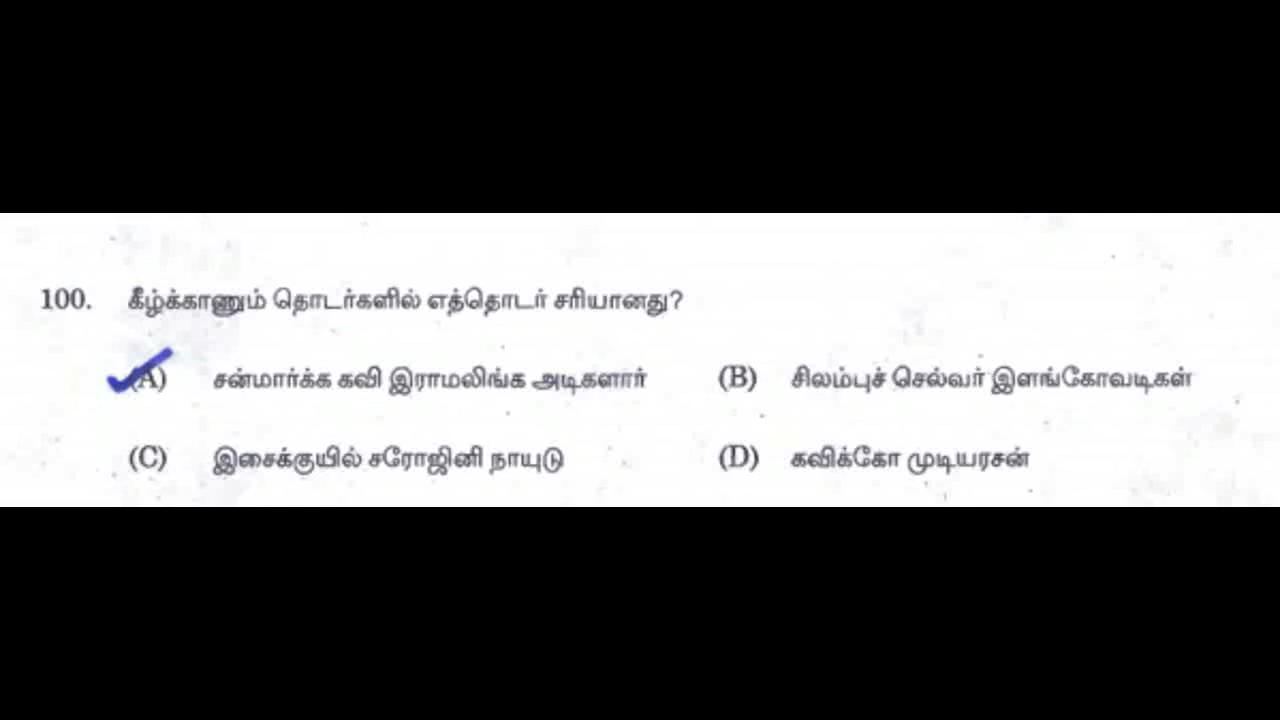 100. கீழ்க்காணும் தொடர்களில் எத்தொடர் சரியானது?
(A) சன்மார்க்க கவி இராமலிங்க அடிகளார் (B) சிலம்புச் செல்வர் இளங்கோவடிகள்
(C) இசைக்குயில் சரோஜினி நாயுடு (D) கவிக்கோ முடியரசன்